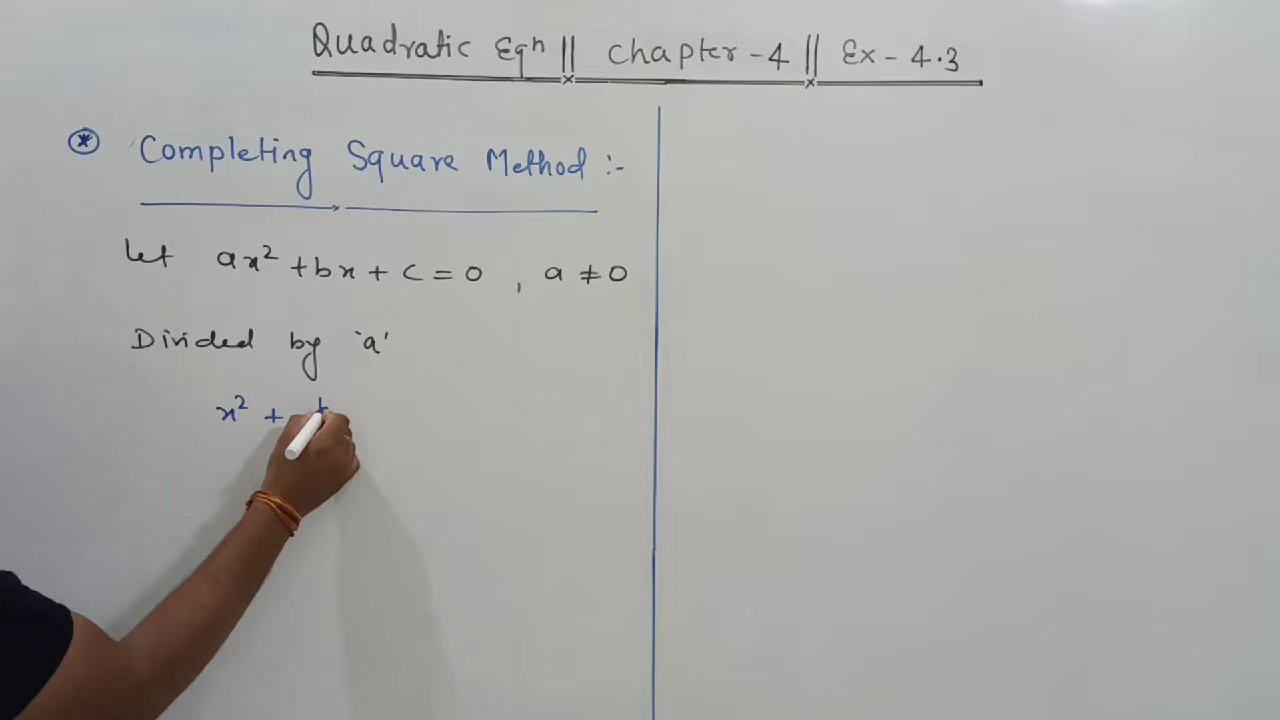 Quadratic Eqⁿ || Chapter-4 || Ex-4.3
* Completing Square Method :-
Let ax² + bx + c = 0 , a ≠ 0
Divided by 'a'
x² +